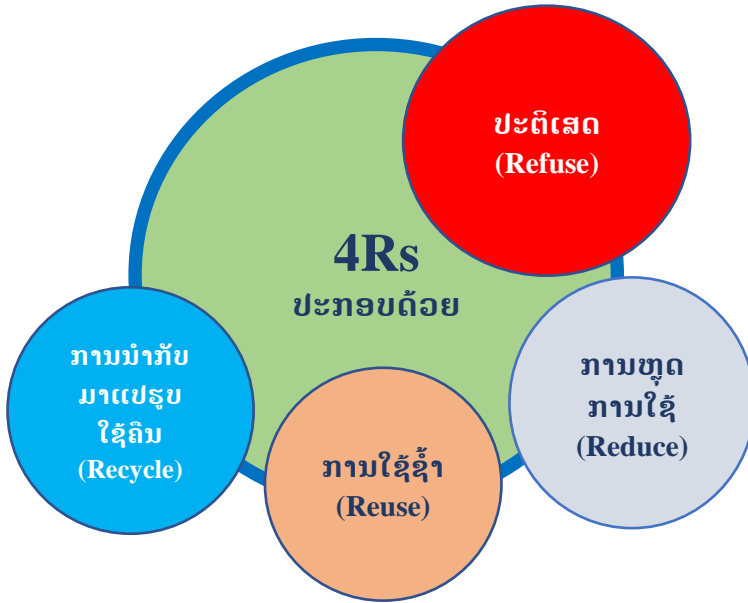 4Rs
ປະກອບດ້ວຍ
ປະຕິເສດ
(Refuse)
ການຫຼຸດ
ການໃຊ້
(Reduce)
ການໃຊ້ຊໍ້າ
(Reuse)
ການນໍາກັບ
ມາແປຮູບ
ໃຊ້ຄືນ
(Recycle)